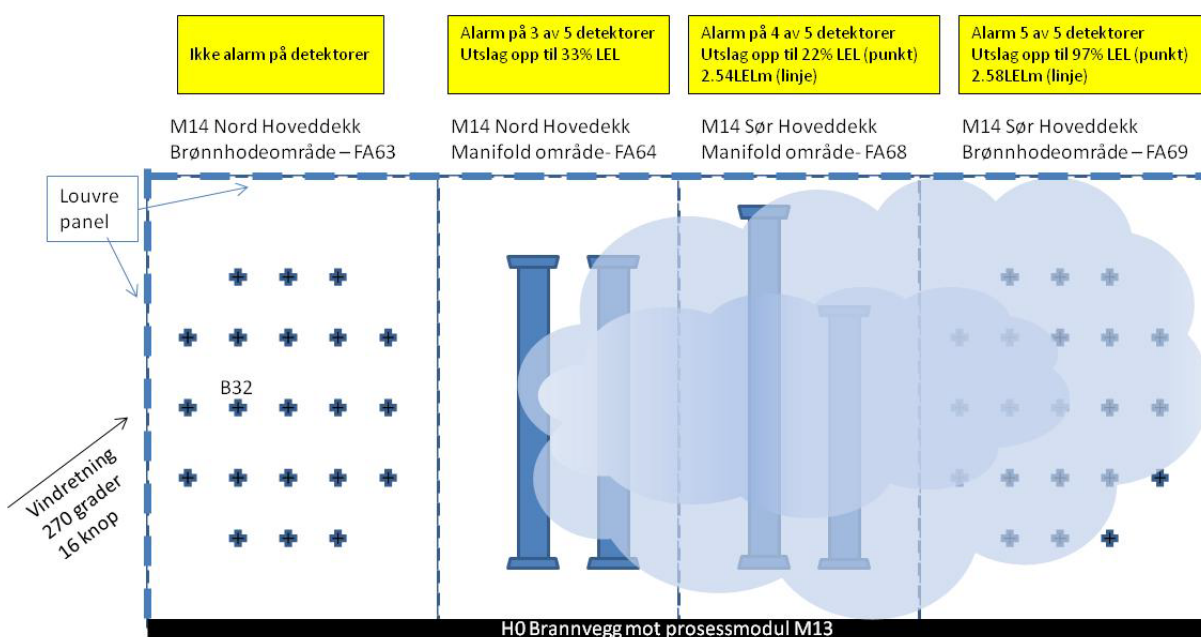 Ikke alarm på detektorer
Alarm på 3 av 5 detektorer
Utslag opp til 33% LEL
Alarm på 4 av 5 detektorer
Utslag opp til 22% LEL (punkt)
2.54LELm (linje)
Alarm 5 av 5 detektorer
Utslag opp til 97% LEL (punkt)
2.58LELm (linje)
M14 Nord Hoveddekk
Brønnhodeområde – FA63
M14 Nord Hovedekk
Manifold område- FA64
M14 Sør Hoveddekk
Manifold område- FA68
M14 Sør Hoveddekk
Brønnhodeområde – FA69
Louvre
panel
B32
Vindretning
270 grader
16 knop
H0 Brannvegg mot prosessmodul M13